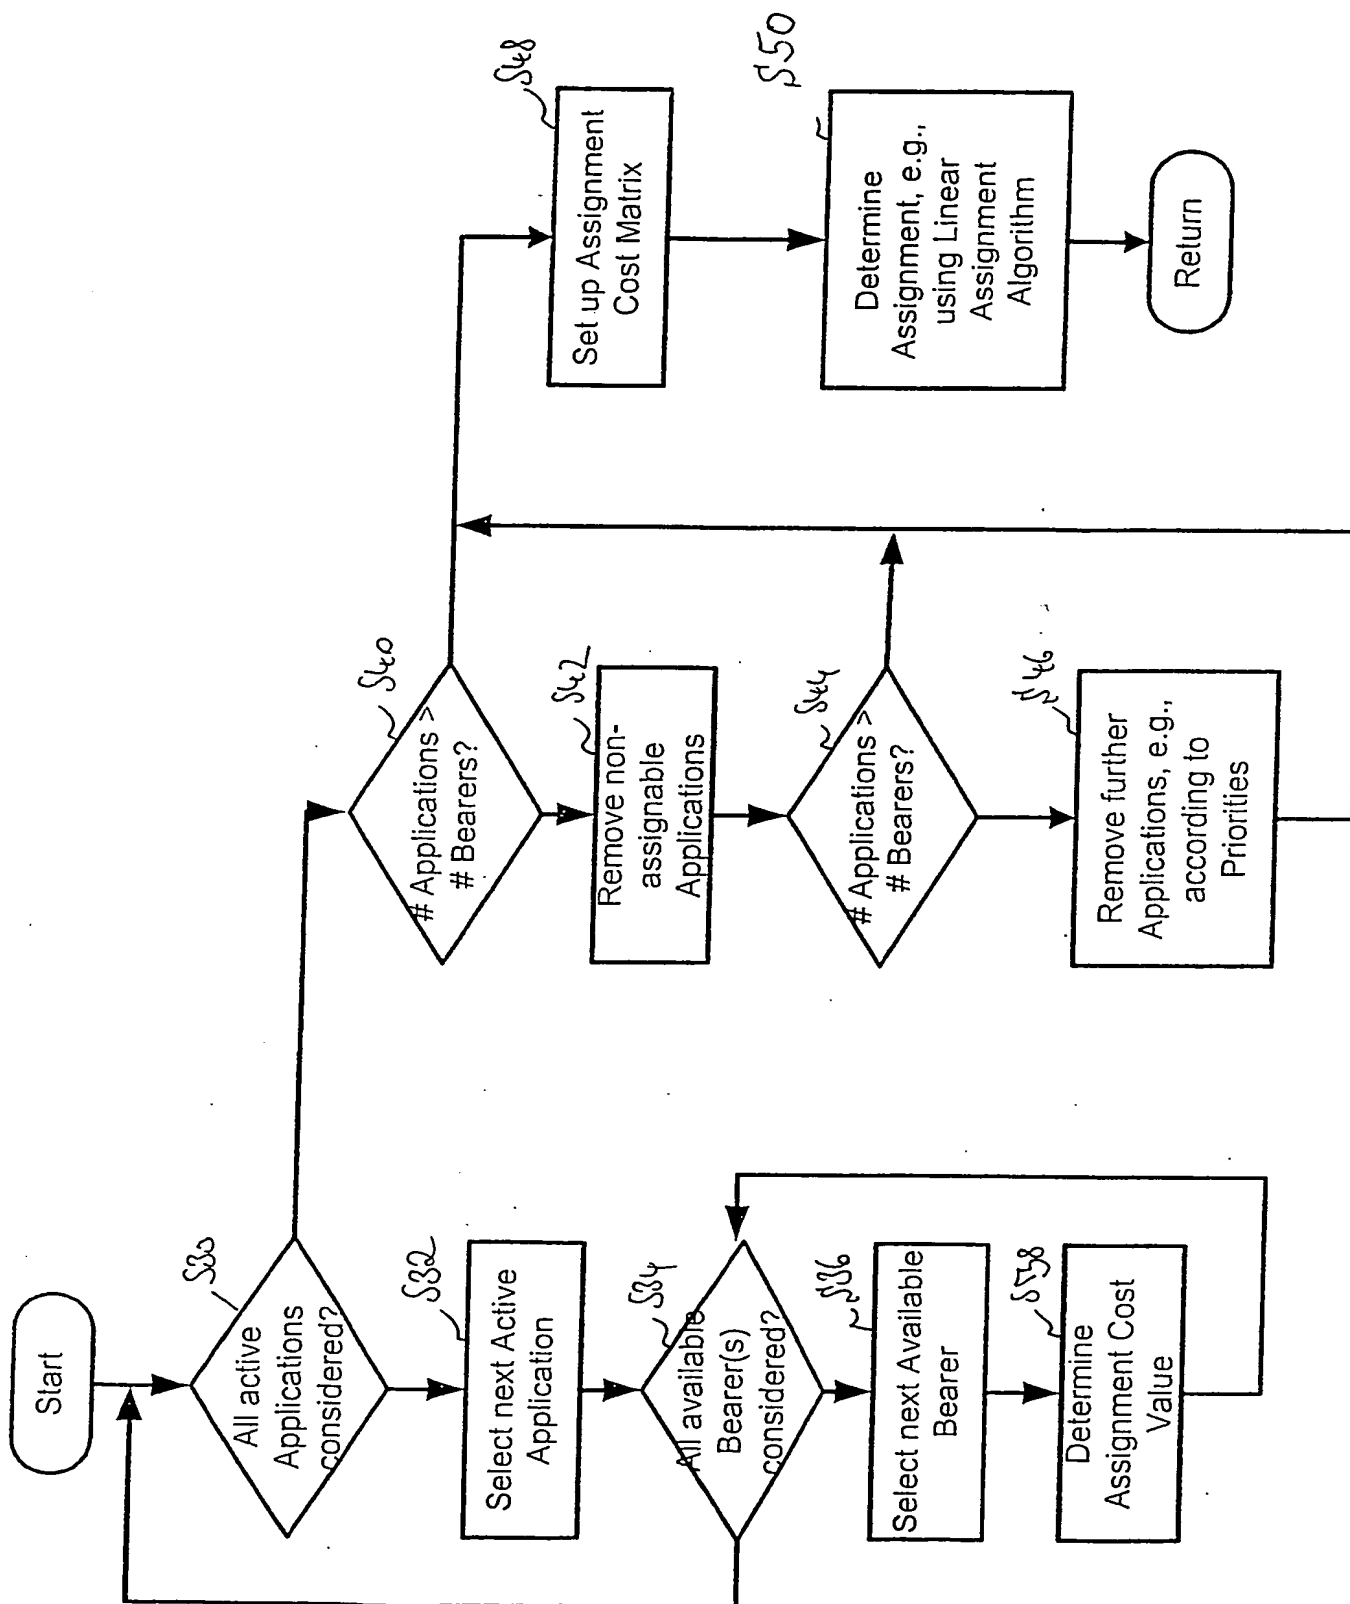 Start
S30
All active
Applications
considered?
S32
Select next Active
Application
S34
All available
Bearer(s)
considered?
S36
Select next Available
Bearer
S38
Determine
Assignment Cost
Value
S40
# Applications >
# Bearers?
S42
Remove non-
assignable
Applications
S44
# Applications >
# Bearers?
S46
Remove further
Applications, e.g.,
according to
Priorities
S48
Set up Assignment
Cost Matrix
S50
Determine
Assignment, e.g.,
using Linear
Assignment
Algorithm
Return